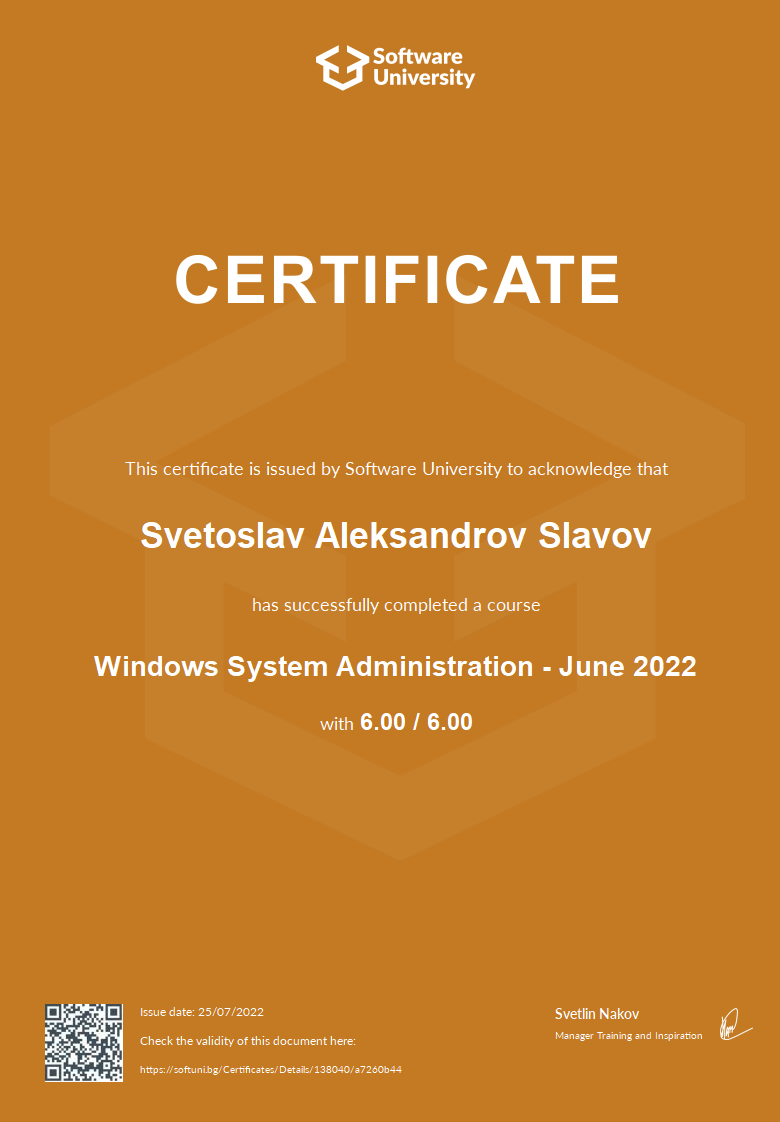 Software
University
CERTIFICATE
This certificate is issued by Software University to acknowledge that
Svetoslav Aleksandrov Slavov
has successfully completed a course
Windows System Administration - June 2022
with 6.00 / 6.00
Issue date: 25/07/2022
Check the validity of this document here:
https://softuni.bg/Certificates/Details/138040/a7260b44
Svetlin Nakov
Manager Training and Inspiration